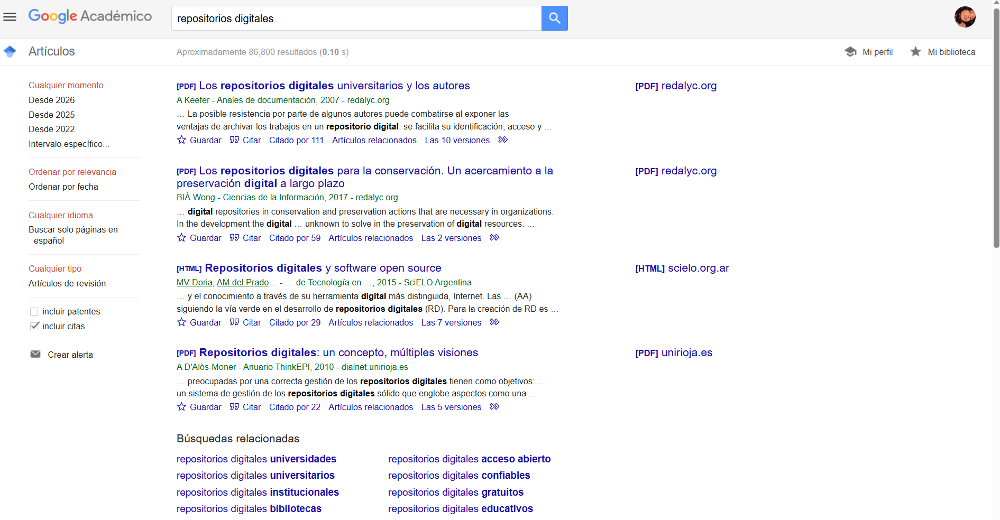 Google Académico
repositorios digitales
Artículos
Aproximadamente 86,800 resultados (0.10 s)
Mi perfil
Mi biblioteca
Cualquier momento
Desde 2026
Desde 2025
Desde 2022
Intervalo específico...
Ordenar por relevancia
Ordenar por fecha
Cualquier idioma
Buscar solo páginas en
español
Cualquier tipo
Artículos de revisión
incluir patentes
incluir citas
Crear alerta
[PDF] Los repositorios digitales universitarios y los autores
A Keefer - Anales de documentación, 2007 - redalyc.org
… La posible resistencia por parte de algunos autores puede combatirse al exponer las
ventajas de archivar los trabajos en un repositorio digital: se facilita su identificación, acceso y …
Guardar Citar Citado por 111 Artículos relacionados Las 10 versiones
[PDF] redalyc.org
[PDF] Los repositorios digitales para la conservación. Un acercamiento a la
preservación digital a largo plazo
BIÁ Wong - Ciencias de la Información, 2017 - redalyc.org
… digital repositories in conservation and preservation actions that are necessary in organizations.
In the development the digital … unknown to solve in the preservation of digital resources. …
Guardar Citar Citado por 59 Artículos relacionados Las 2 versiones
[PDF] redalyc.org
[HTML] Repositorios digitales y software open source
MV Doria, AM del Prado… - … de Tecnología en …, 2015 - SciELO Argentina
… y el conocimiento a través de su herramienta digital más distinguida, Internet. Las … (AA)
siguiendo la vía verde en el desarrollo de repositorios digitales (RD). Para la creación de RD es …
Guardar Citar Citado por 29 Artículos relacionados Las 7 versiones
[HTML] scielo.org.ar
[PDF] Repositorios digitales: un concepto, múltiples visiones
A D'Alòs-Moner - Anuario ThinkEPI, 2010 - dialnet.unirioja.es
… preocupadas por una correcta gestión de los repositorios digitales tienen como objetivos: …
un sistema de gestión de los repositorios digitales sólido que englobe aspectos como una …
Guardar Citar Citado por 22 Artículos relacionados Las 5 versiones
[PDF] unirioja.es
Búsquedas relacionadas
repositorios digitales universidades
repositorios digitales universitarios
repositorios digitales institucionales
repositorios digitales bibliotecas
repositorios digitales acceso abierto
repositorios digitales confiables
repositorios digitales gratuitos
repositorios digitales educativos